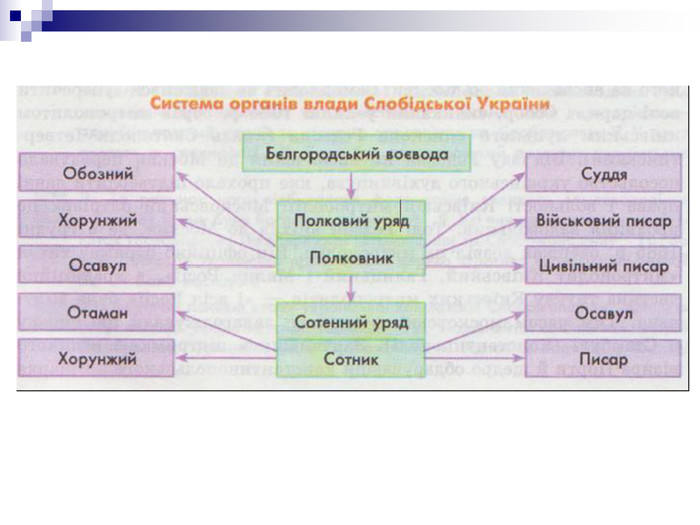 Система органів влади Слобідської України
Бєлгородський воєвода
Обозний
Суддя
Хорунжий
Полковий уряд
Військовий писар
Осавул
Полковник
Цивільний писар
Отаман
Сотенний уряд
Осавул
Хорунжий
Сотник
Писар